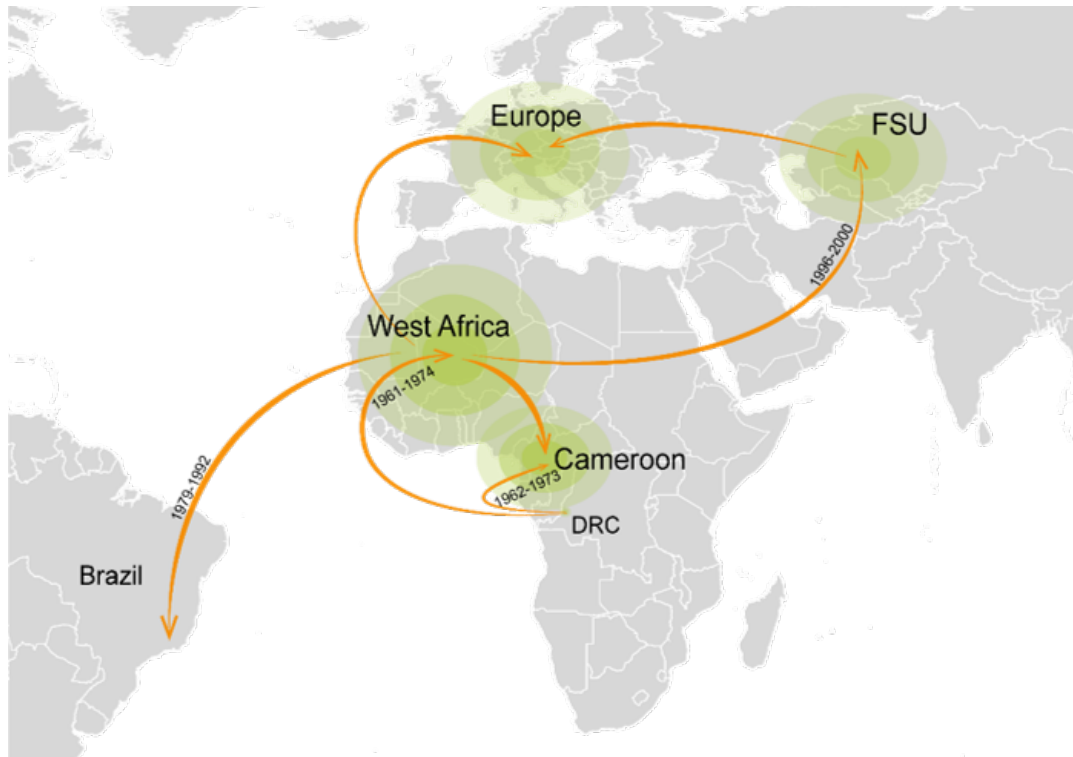 Europe
FSU
1996-2000
West Africa
1961-1974
Cameroon
1962-1973
1979-1992
DRC
Brazil